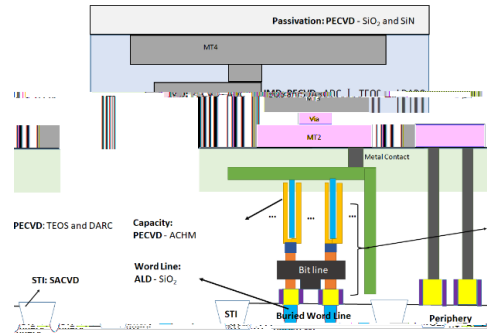 Passivation: PECVD - SiO₂ and SiN
MT4
Via
MT2
Metal Contact
PECVD: TEOS and DARC
Capacity:
PECVD - ACHM
...
...
Word Line:
ALD - SiO₂
Bit line
STI: SACVD
STI
Buried Word Line
Periphery